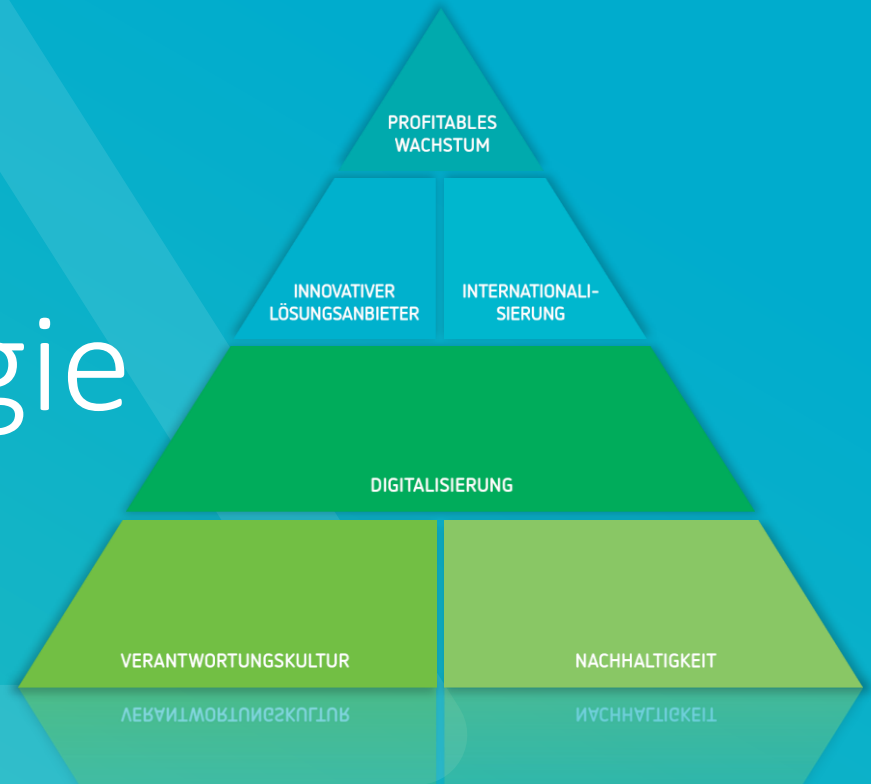 PROFITABLES
WACHSTUM
INNOVATIVER
LÖSUNGSANBIETER
INTERNATIONALI-
SIERUNG
gie
DIGITALISIERUNG
VERANTWORTUNGSKULTUR
NACHHALTIGKEIT